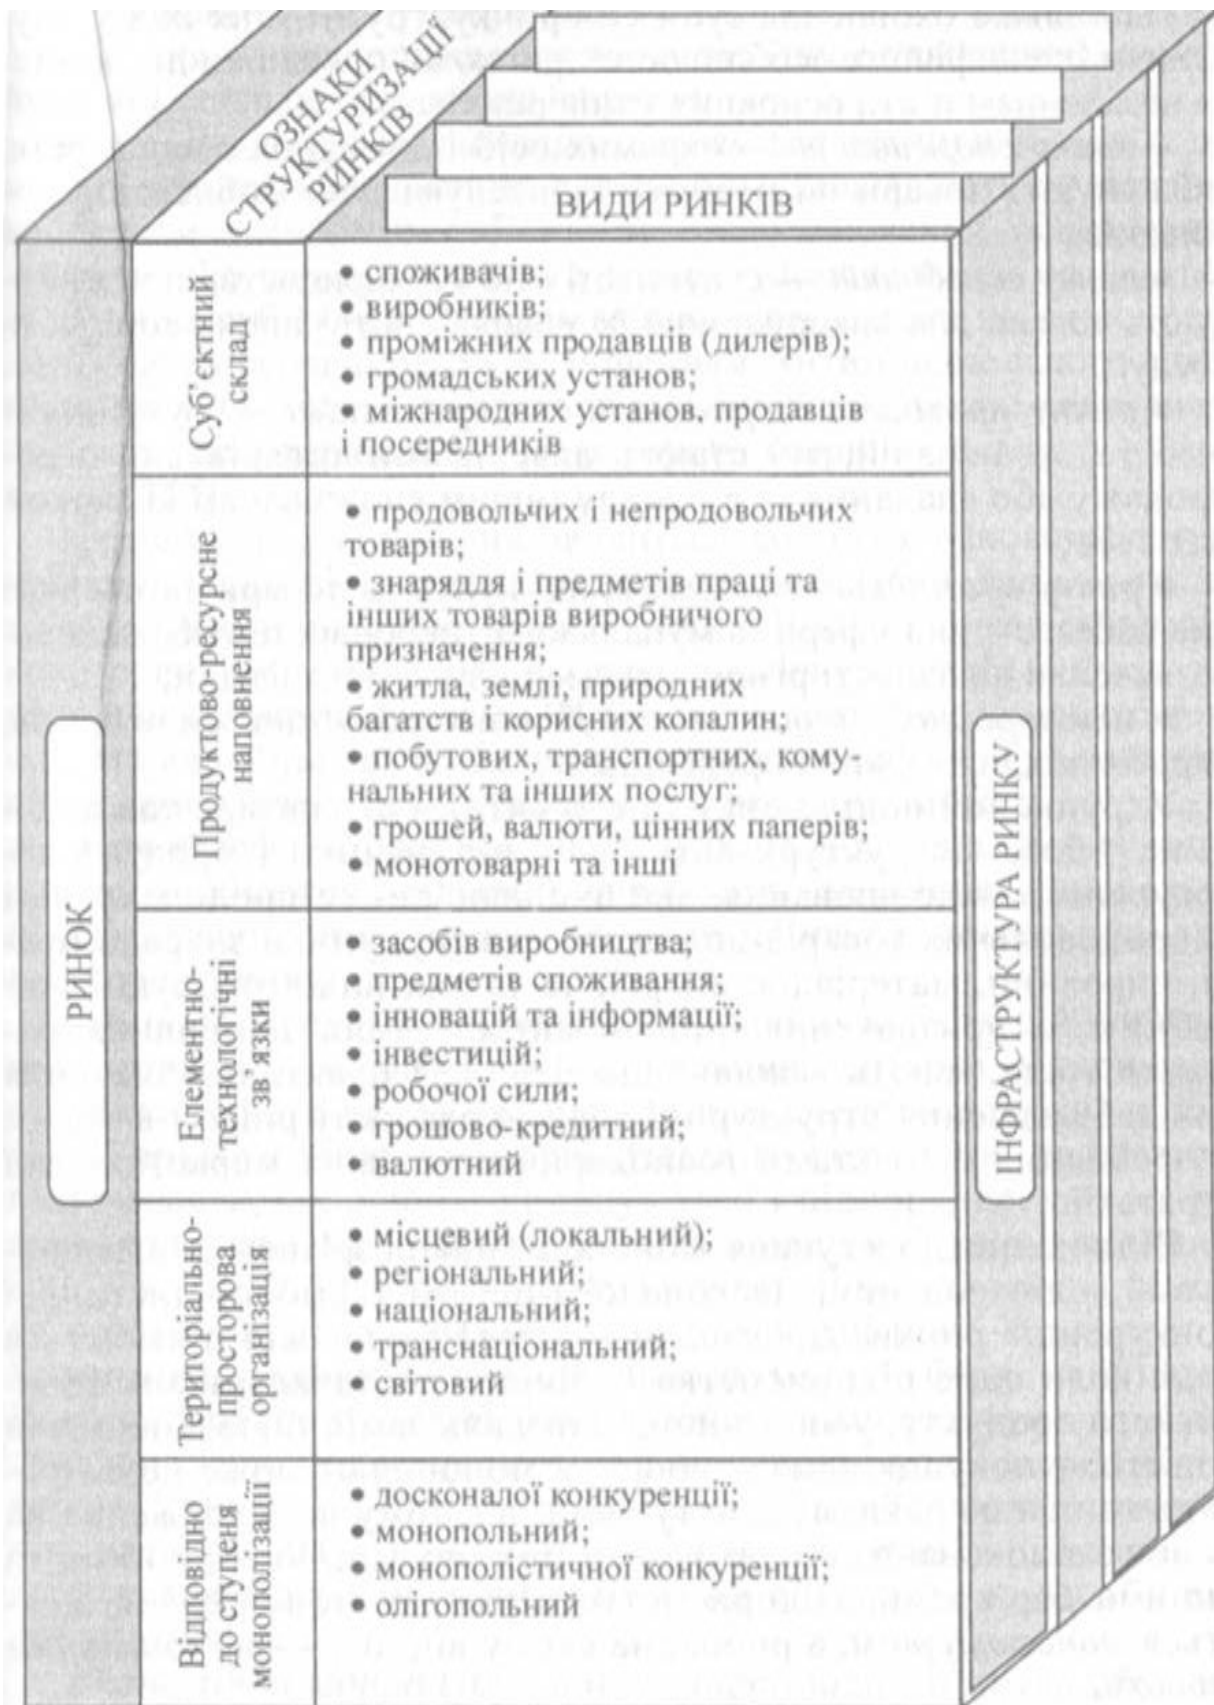 ОЗНАКИ
СТРУКТУРИЗАЦІЇ
РИНКІВ
ВИДИ РИНКІВ
РИНОК
Суб’єктний
склад
• споживачів;
• виробників;
• проміжних продавців (дилерів);
• громадських установ;
• міжнародних установ, продавців
і посередників
Продуктово-ресурсне
наповнення
• продовольчих і непродовольчих
товарів;
• знаряддя і предметів праці та
інших товарів виробничого
призначення;
• житла, землі, природних
багатств і корисних копалин;
• побутових, транспортних, кому-
нальних та інших послуг;
• грошей, валюти, цінних паперів;
• монотоварні та інші
Елементно-
технологічні
зв’язки
• засобів виробництва;
• предметів споживання;
• інновацій та інформації;
• інвестицій;
• робочої сили;
• грошово-кредитний;
• валютний
Територіально-
просторова
організація
• місцевий (локальний);
• регіональний;
• національний;
• транснаціональний;
• світовий
Відповідно
до ступеня
монополізації
• досконалої конкуренції;
• монопольний;
• монополістичної конкуренції;
• олігопольний
ІНФРАСТРУКТУРА РИНКУ